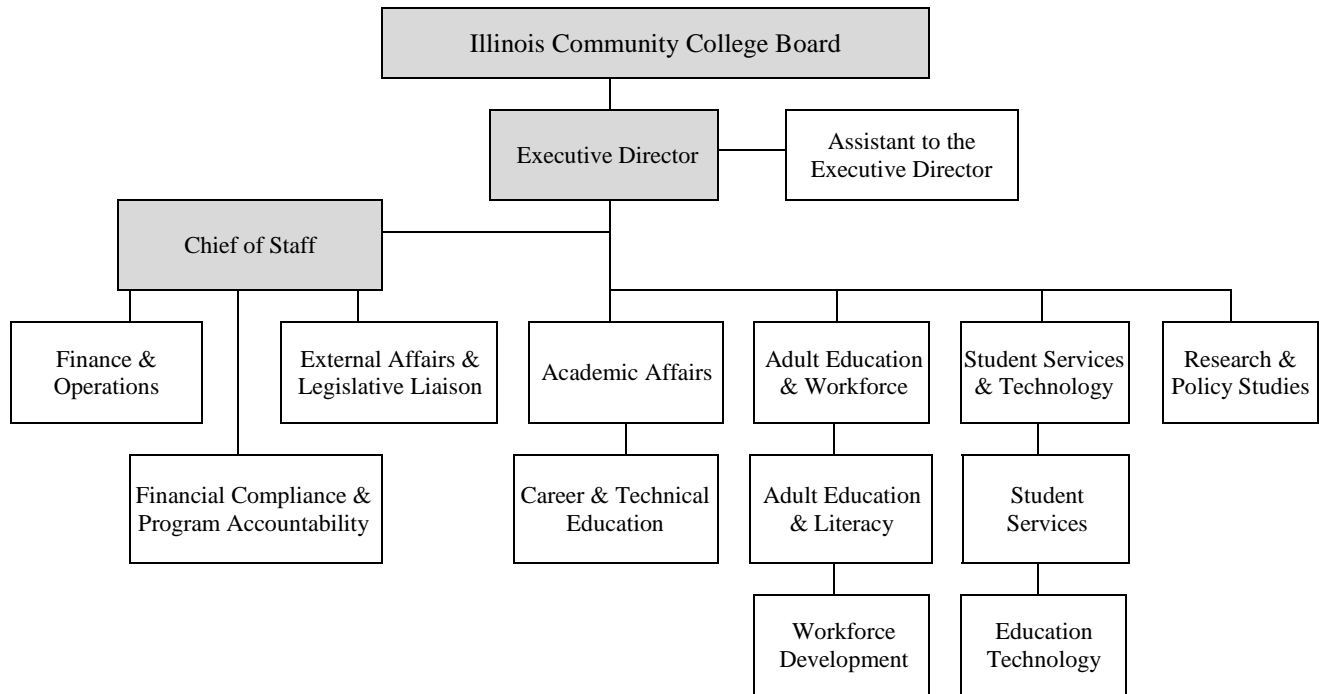 Illinois Community College Board
Executive Director
Assistant to the
Executive Director
Chief of Staff
Finance &
Operations
External Affairs &
Legislative Liaison
Academic Affairs
Adult Education
& Workforce
Student Services
& Technology
Research &
Policy Studies
Financial Compliance &
Program Accountability
Career & Technical
Education
Adult Education
& Literacy
Student
Services
Workforce
Development
Education
Technology